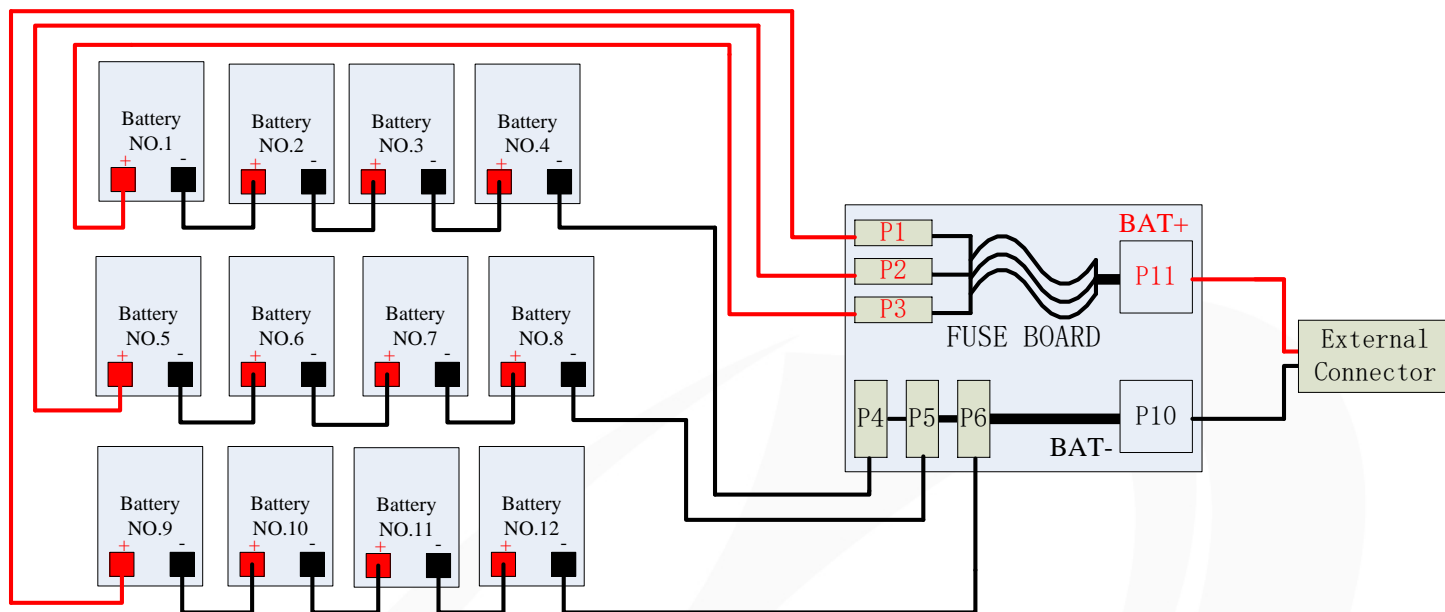 Battery
NO.1
+
-
Battery
NO.2
+
-
Battery
NO.3
+
-
Battery
NO.4
+
-
Battery
NO.5
+
-
Battery
NO.6
+
-
Battery
NO.7
+
-
Battery
NO.8
+
-
Battery
NO.9
+
-
Battery
NO.10
+
-
Battery
NO.11
+
-
Battery
NO.12
+
-
P1
P2
P3
FUSE BOARD
BAT+
P11
P4
P5
P6
BAT-
P10
External
Connector